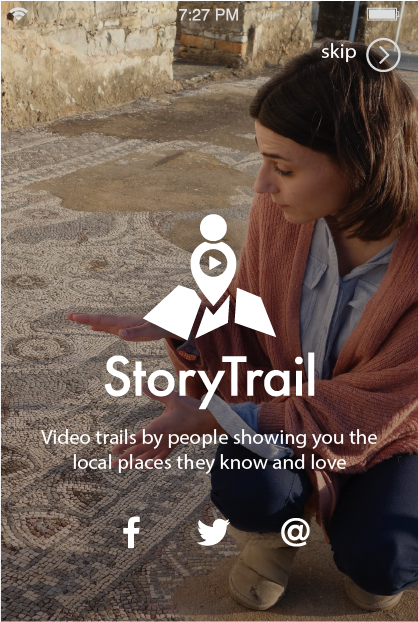 7:27 PM
skip
StoryTrail
Video trails by people showing you the
local places they know and love
f
@